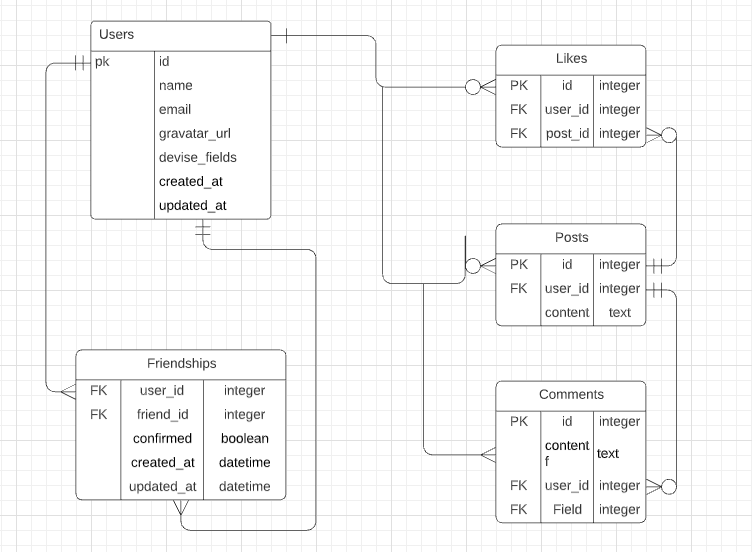 Users
pk id
name
email
gravatar_url
devise_fields
created_at
updated_at
Likes
PK id integer
FK user_id integer
FK post_id integer
Posts
PK id integer
FK user_id integer
content text
Friendships
FK user_id integer
FK friend_id integer
confirmed boolean
created_at datetime
updated_at datetime
Comments
PK id integer
content
f text
FK user_id integer
FK Field integer